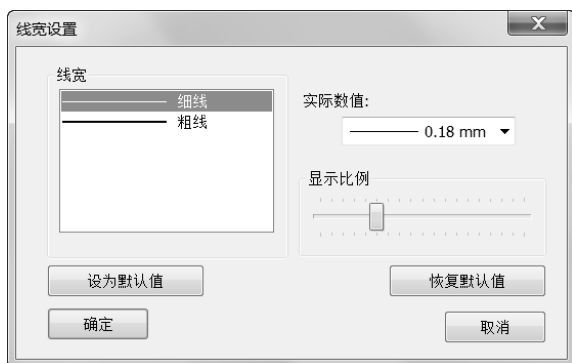 线宽设置
线宽
细线
粗线
实际数值:
0.18 mm
显示比例
设为默认值
恢复默认值
确定
取消